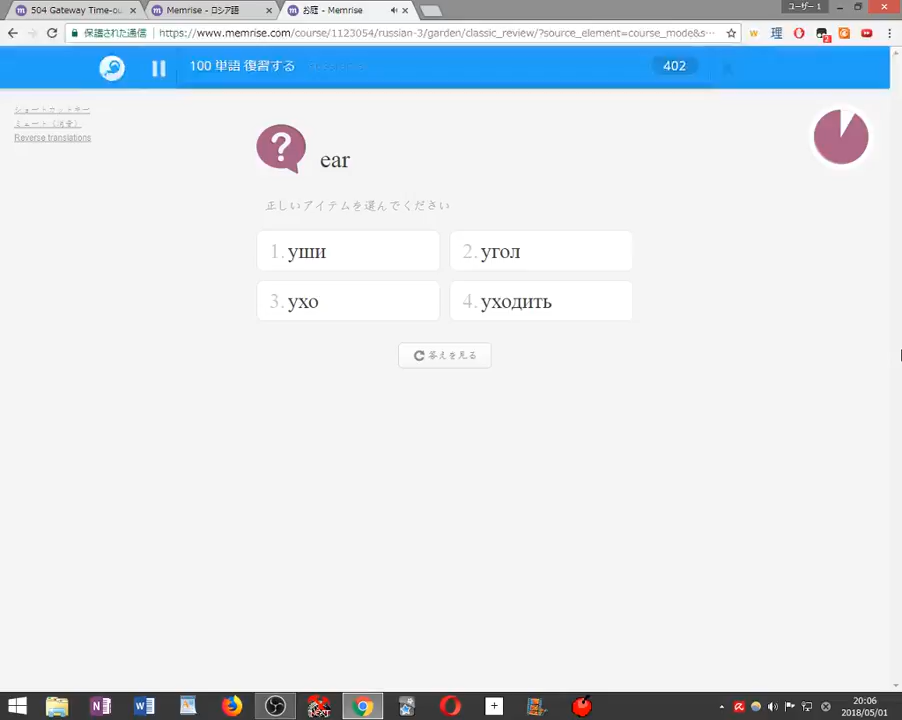 504 Gateway Time-ou
Memrise - ロシア語
お庭 - Memrise
ユーザー 1
保護された通信
https://www.memrise.com/course/1123054/russian-3/garden/classic_review/?source_element=course_mode&s...
100 単語 復習する
402
ショートカットキー
ミュート (消音)
Reverse translations
ear
正しいアイテムを選んでください
1. уши
2. угол
3. ухо
4. уходить
答えを見る
20:06
2018/05/01